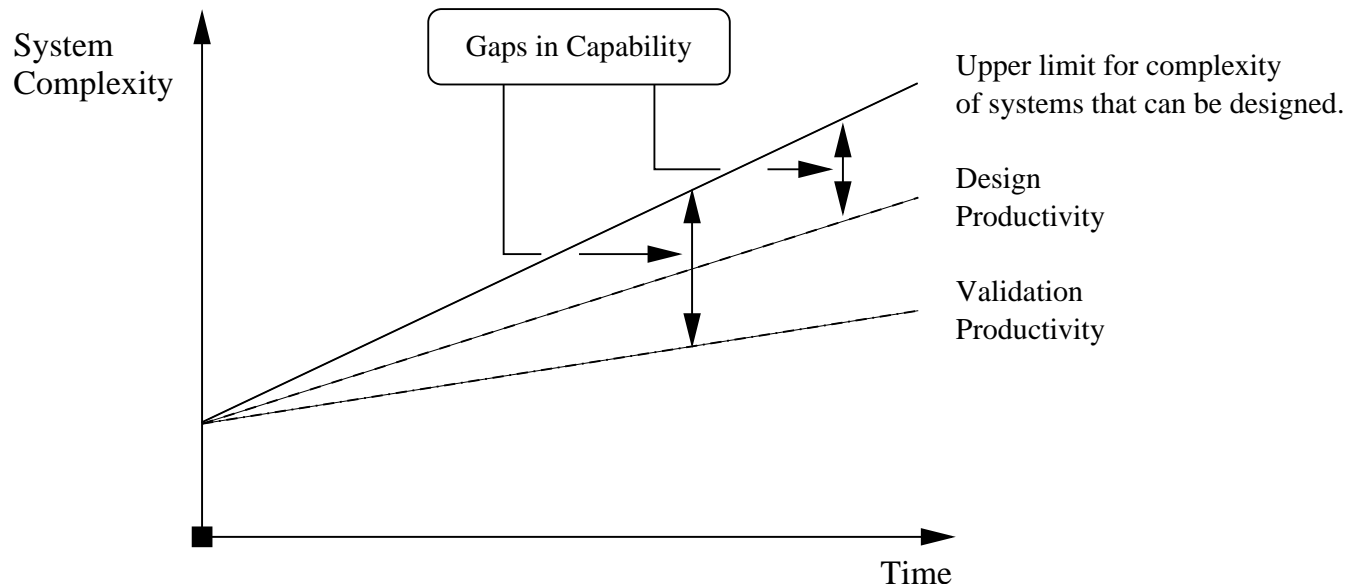 System
Complexity
Gaps in Capability
Upper limit for complexity
of systems that can be designed.
Design
Productivity
Validation
Productivity
Time